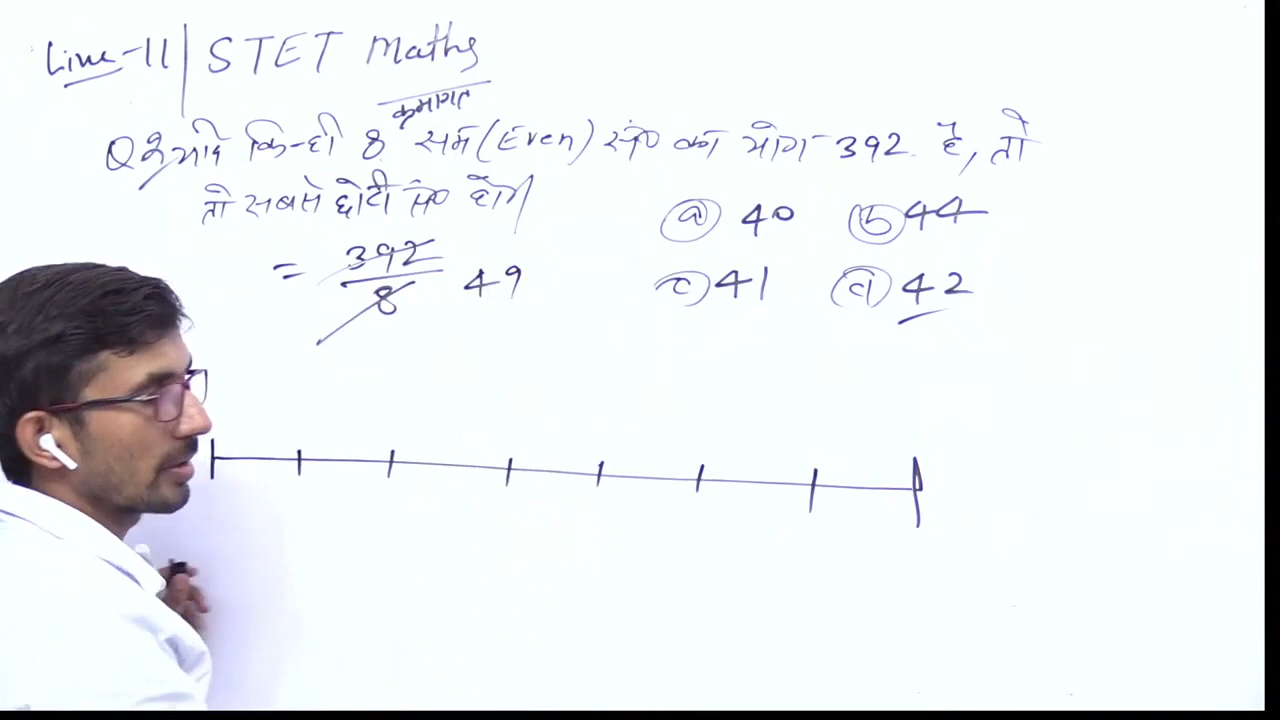 Live-11 | STET Maths
क्रमागत
Q यदि किन्ही 8 सम (Even) सं० का योग 392 है, तो
तो सबसे छोटी सं० होगी
(a) 40 (b) 44
= 392/8 49
(c) 41 (d) 42